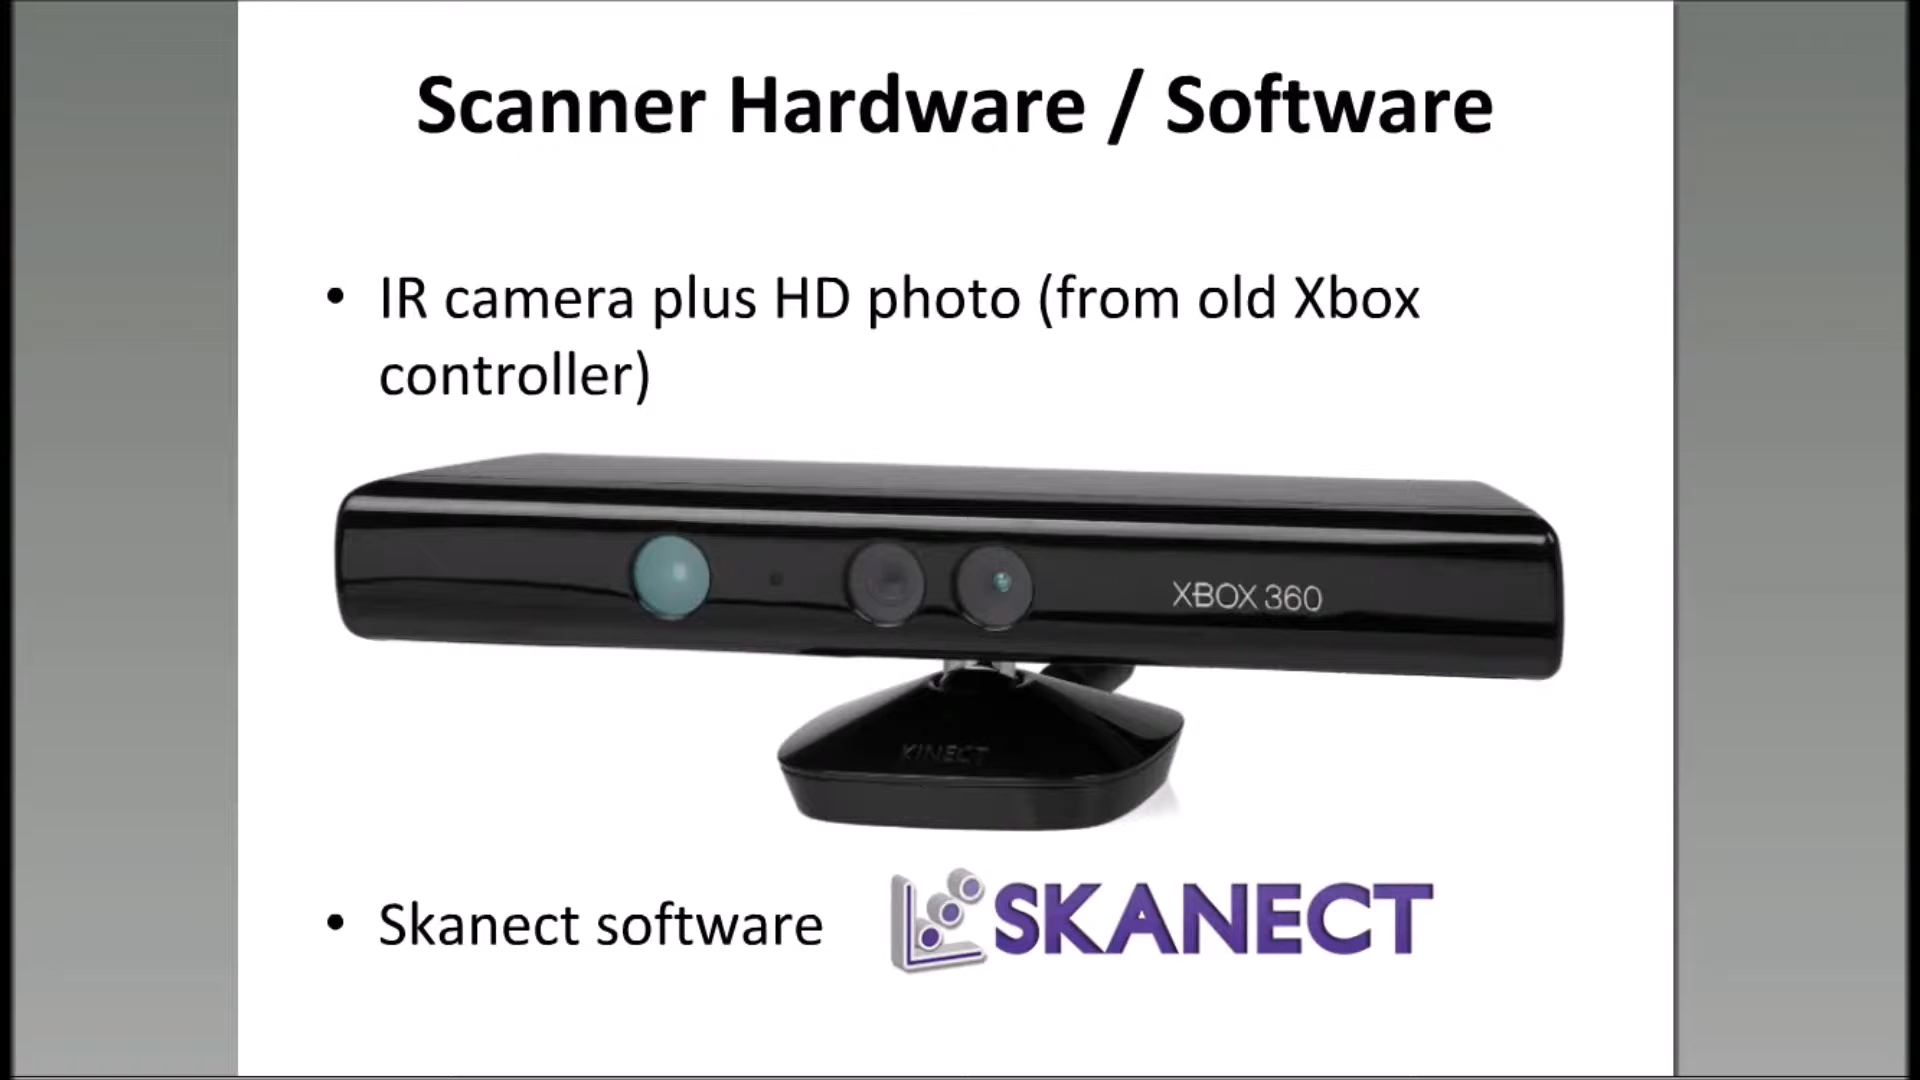 Scanner Hardware / Software
• IR camera plus HD photo (from old Xbox
controller)
XBOX 360
KINECT
• Skanect software
SKANECT